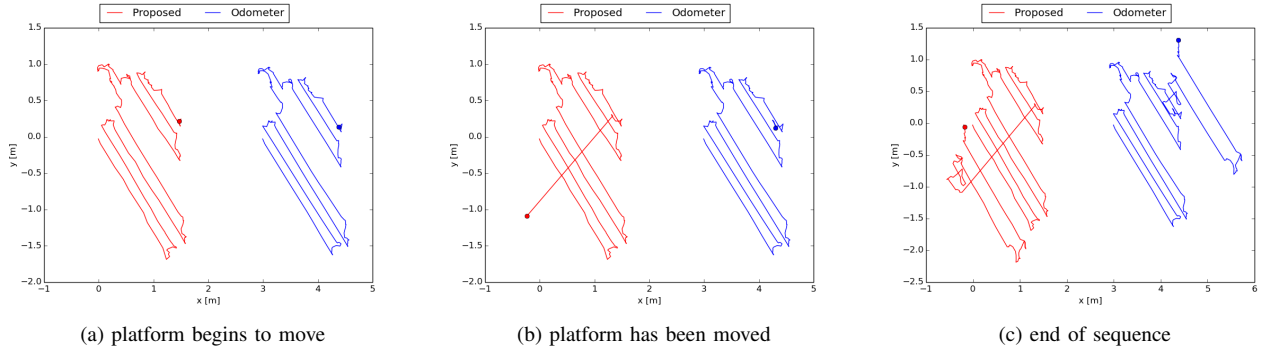 Proposed Odometer
1.5
1.0
0.5
0.0
−0.5
−1.0
−1.5
−2.0
y [m]
−1 0 1 2 3 4 5
x [m]
(a) platform begins to move
Proposed Odometer
1.5
1.0
0.5
0.0
−0.5
−1.0
−1.5
−2.0
y [m]
−1 0 1 2 3 4 5
x [m]
(b) platform has been moved
Proposed Odometer
1.5
1.0
0.5
0.0
−0.5
−1.0
−1.5
−2.0
−2.5
y [m]
−1 0 1 2 3 4 5 6
x [m]
(c) end of sequence